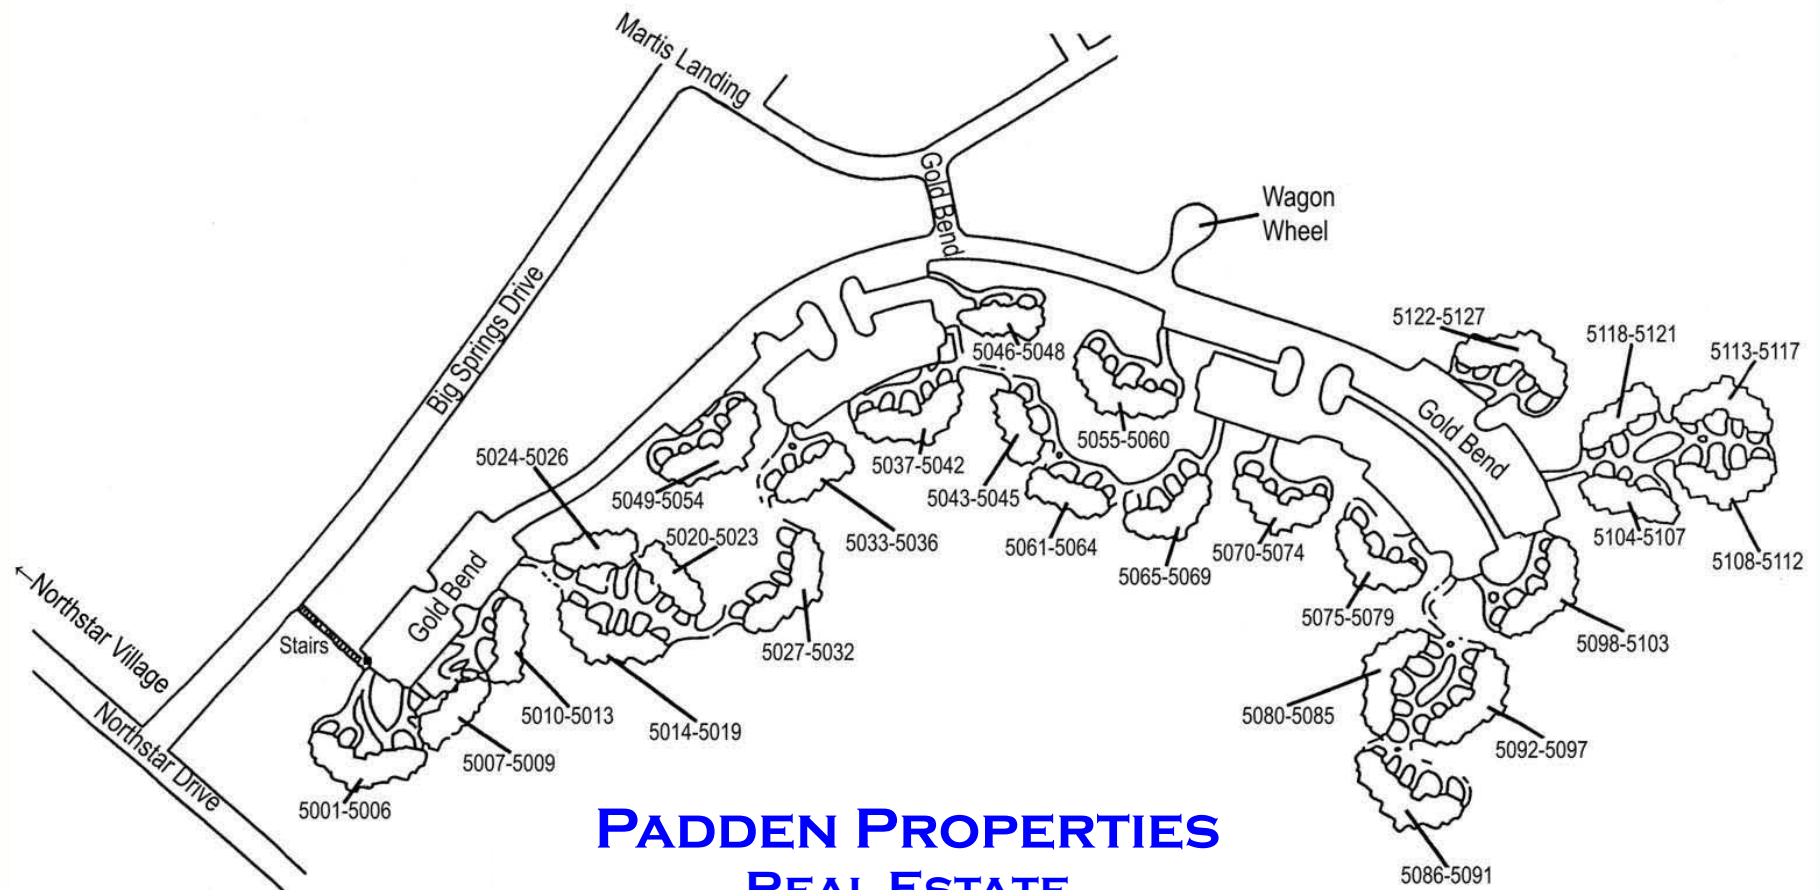 Martis Landing
Gold Bend
Wagon
Wheel
Big Springs Drive
5046-5048
5122-5127
5118-5121
5113-5117
5055-5060
Gold Bend
5024-5026
5037-5042
5049-5054
5043-5045
5020-5023
5033-5036
5061-5064
5070-5074
5104-5107
5108-5112
5065-5069
←Northstar Village
Stairs
Gold Bend
5075-5079
5027-5032
5098-5103
5010-5013
5014-5019
5080-5085
5092-5097
Northstar Drive
5007-5009
5001-5006
PADDEN PROPERTIES
REAL ESTATE
5086-5091